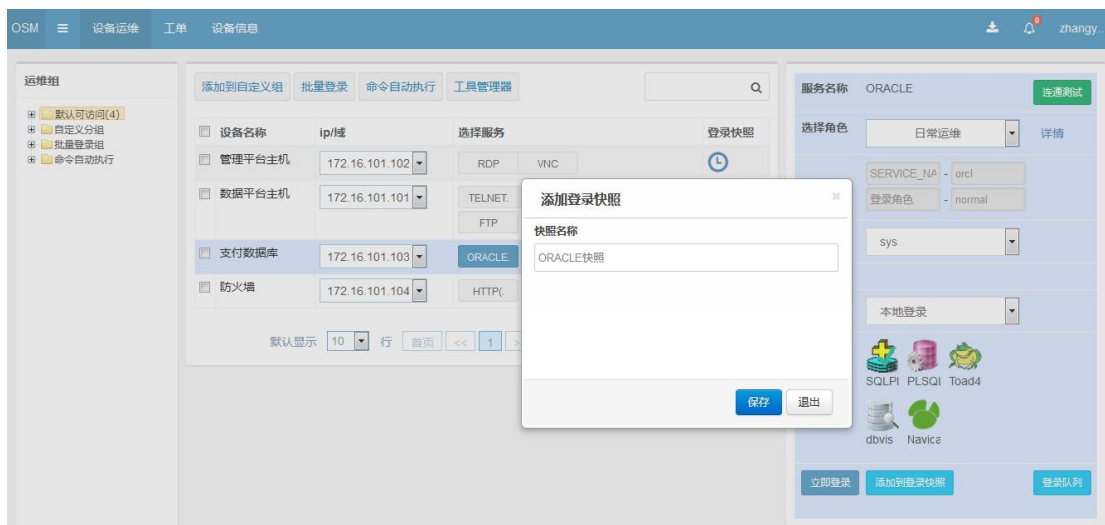 OSM 设备运维 工单 设备信息 0 zhangy..
运维组
默认可访问(4)
自定义分组
批量登录组
命令自动执行
添加到自定义组 批量登录 命令自动执行 工具管理器
设备名称 ip/域 选择服务 登录快照
管理平台主机 172.16.101.102 RDP VNC
数据平台主机 172.16.101.101 TELNET.
FTP
支付数据库 172.16.101.103 ORACLE.
防火墙 172.16.101.104 HTTP(.
默认显示 10 行 首页 << 1 >
添加登录快照 ×
快照名称
ORACLE快照
保存 退出
服务名称 ORACLE 连通测试
选择角色 日常运维 详情
SERVICE_NA - orcl
登录角色 - normal
sys
本地登录
SQLPl PLSQl Toad4
dbvis Navica
立即登录 添加到登录快照 登录队列